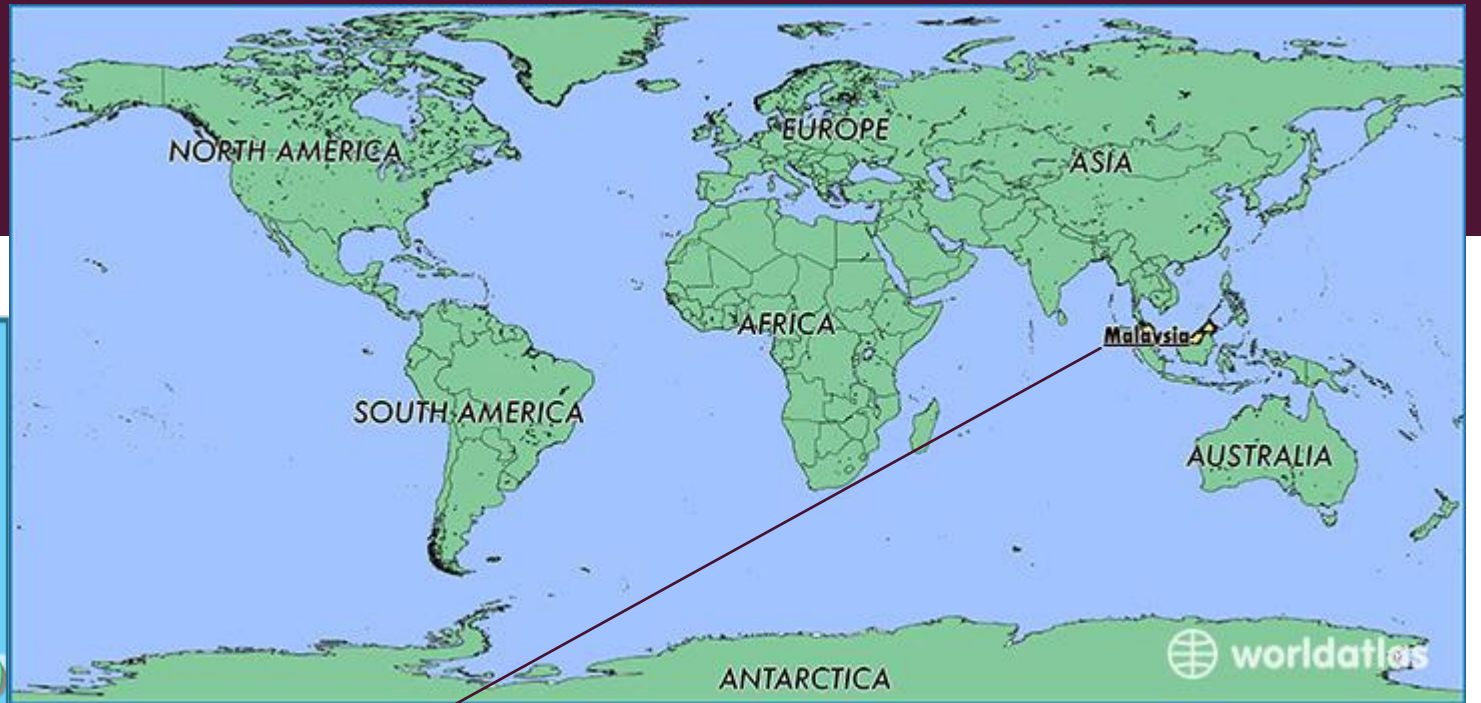 EUROPE
NORTH AMERICA
ASIA
AFRICA
Malaysia
SOUTH AMERICA
AUSTRALIA
worldatlas
ANTARCTICA